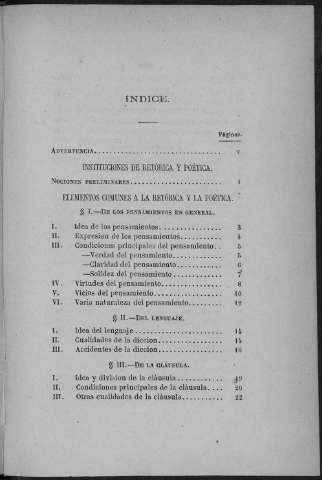 INDICE.
Páginas.
ADVERTENCIA. . . . . . . . . . . . . . . . . . . . . . . v
INSTITUCIONES DE RETÓRICA Y POÉTICA.
NOCIONES PRELIMINARES. . . . . . . . . . . . . . . . . . 1
ELEMENTOS COMUNES A LA RETÓRICA Y LA POÉTICA.
§ I.—DE LOS PENSAMIENTOS EN GENERAL.
I. Idea de los pensamientos. . . . . . . . . . . . . . . 3
II. Expresion de los pensamientos. . . . . . . . . . . . 4
III. Condiciones principales del pensamiento. . . 5
—Verdad del pensamiento. . . . . . . . . . . . 5
—Claridad del pensamiento. . . . . . . . . . . 6
—Solidez del pensamiento. . . . . . . . . . . . 7
IV. Virtudes del pensamiento. . . . . . . . . . . . . . 8
V. Vicios del pensamiento. . . . . . . . . . . . . . . . 10
VI. Varia naturaleza del pensamiento. . . . . . . . . 12
§ II.—DEL LENGUAJE.
I. Idea del lenguaje. . . . . . . . . . . . . . . . . . . 14
II. Cualidades de la diccion. . . . . . . . . . . . . . . 15
III. Accidentes de la diccion. . . . . . . . . . . . . . 18
§ III.—DE LA CLÁUSULA.
I. Idea y division de la cláusula. . . . . . . . . . . . 19
II. Condiciones principales de la cláusula. . . . 20
III. Otras cualidades de la cláusula. . . . . . . . . . 22